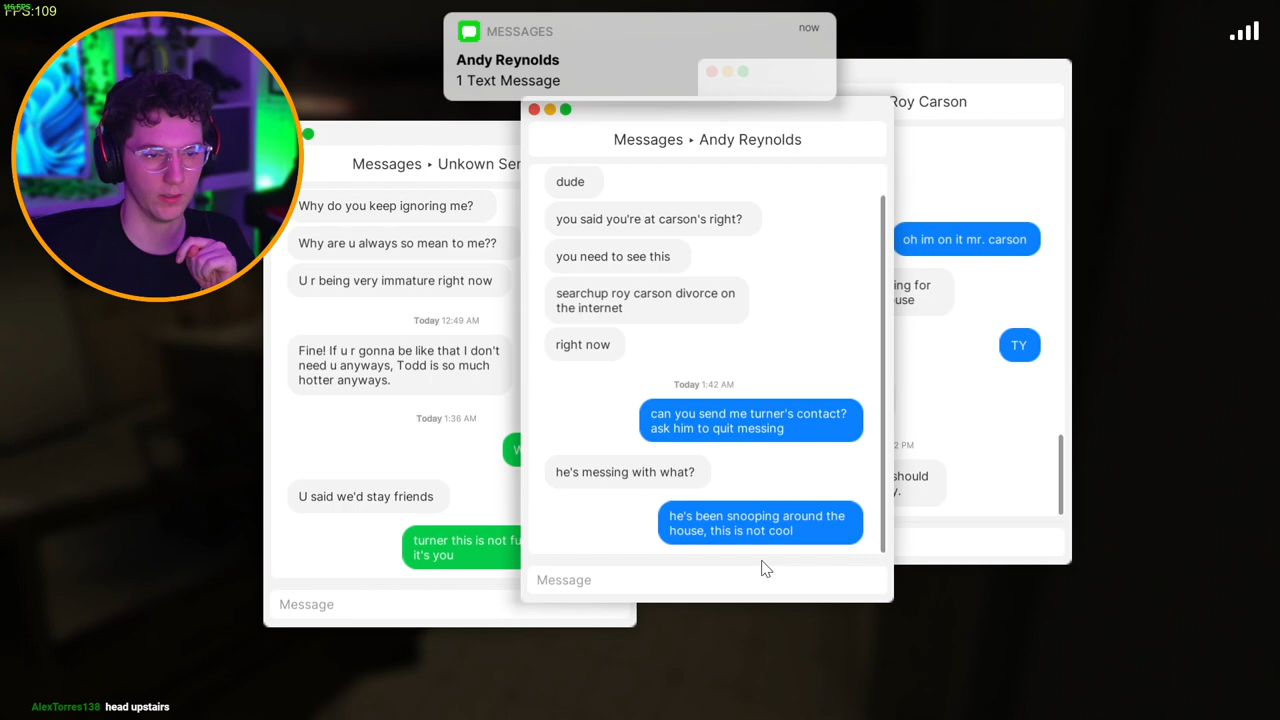 FPS:109
MESSAGES
now
Andy Reynolds
1 Text Message
Messages ▸ Unkown Ser
Why do you keep ignoring me?
Why are u always so mean to me??
U r being very immature right now
Today 12:49 AM
Fine! If u r gonna be like that I don't
need u anyways, Todd is so much
hotter anyways.
Today 1:36 AM
W
U said we'd stay friends
turner this is not fu
it's you
Message
Messages ▸ Andy Reynolds
dude
you said you're at carson's right?
you need to see this
searchup roy carson divorce on
the internet
right now
Today 1:42 AM
can you send me turner's contact?
ask him to quit messing
he's messing with what?
he's been snooping around the
house, this is not cool
Message
Roy Carson
oh im on it mr. carson
ing for
use
TY
2 PM
should
y.
AlexTorres138 head upstairs